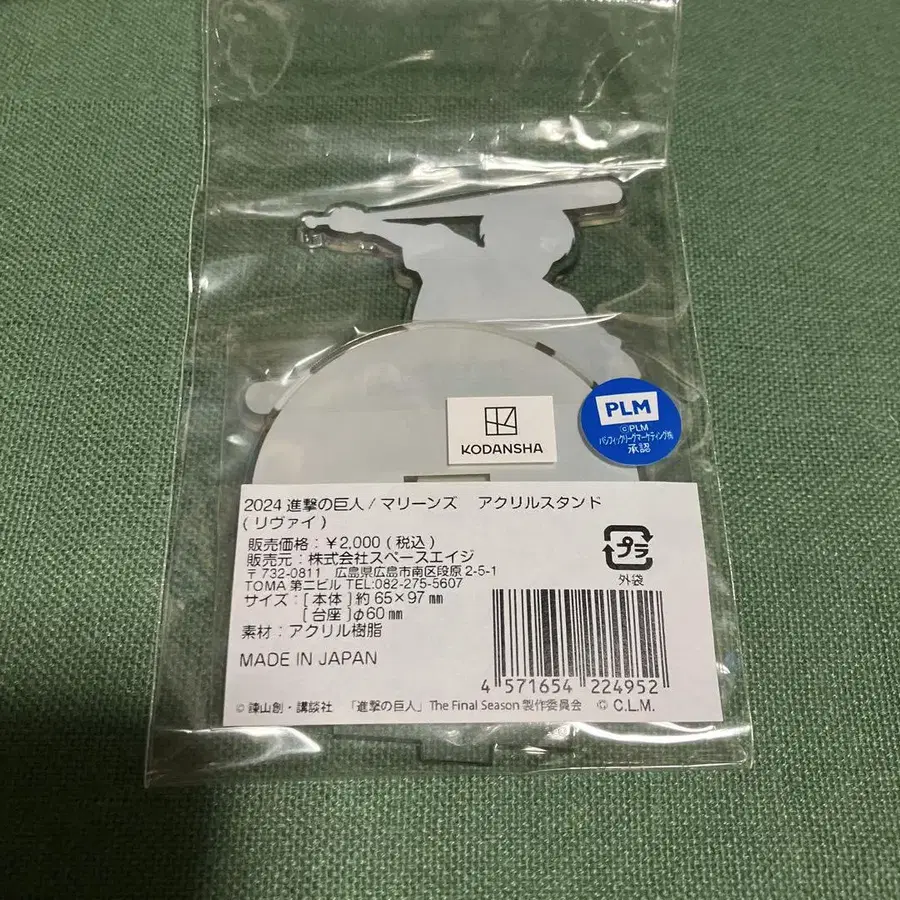 KODANSHA
PLM
©PLM
パシフィックリーグマーケティング㈱
承認
2024 進撃の巨人/マリーンズ アクリルスタンド
(リヴァイ)
販売価格:¥2,000(税込)
販売元:株式会社スペースエイジ
〒732-0811 広島県広島市南区段原2-5-1
TOMA 第二ビル TEL:082-275-5607
サイズ:[本体]約65×97㎜
[台座]φ60㎜
素材:アクリル樹脂
MADE IN JAPAN
プラ
外袋
4 571654 224952
© 諫山創・講談社 「進撃の巨人」The Final Season 製作委員会 © C.L.M.